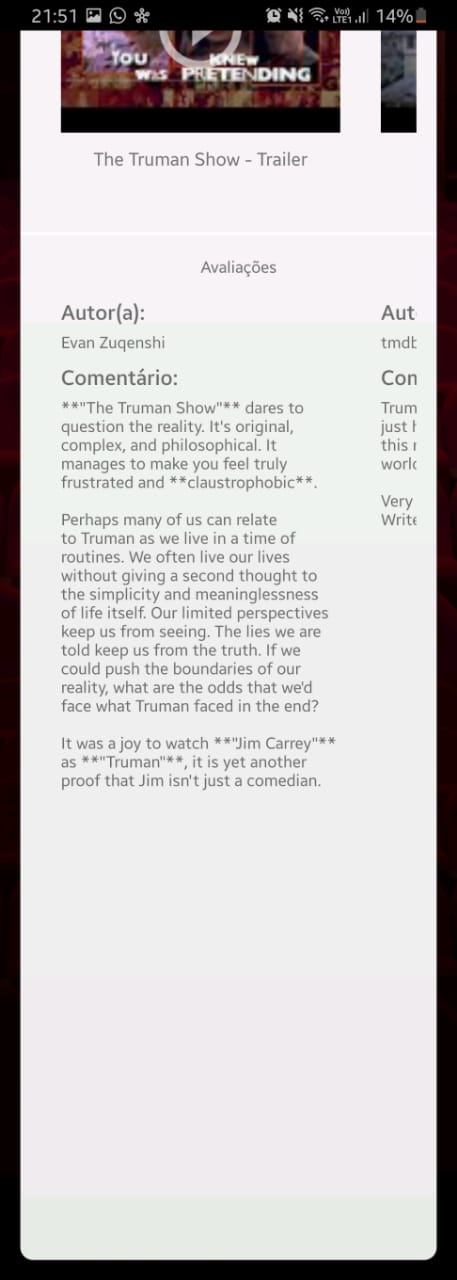 21:51
Vo)
LTE1
14%
YOU KNEW
WAS PRETENDING
The Truman Show - Trailer
Avaliações
Autor(a):
Evan Zuqenshi
Comentário:
**"The Truman Show"** dares to
question the reality. It's original,
complex, and philosophical. It
manages to make you feel truly
frustrated and **claustrophobic**.
Perhaps many of us can relate
to Truman as we live in a time of
routines. We often live our lives
without giving a second thought to
the simplicity and meaninglessness
of life itself. Our limited perspectives
keep us from seeing. The lies we are
told keep us from the truth. If we
could push the boundaries of our
reality, what are the odds that we'd
face what Truman faced in the end?
It was a joy to watch **"Jim Carrey"**
as **"Truman"**, it is yet another
proof that Jim isn't just a comedian.
Aut
tmdb
Com
Trum
just h
this
world
Very
Write